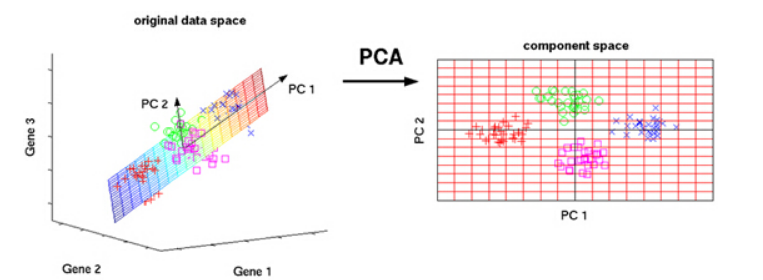 original data space
PC 1
PC 2
Gene 3
Gene 2
Gene 1
PCA
component space
PC 2
PC 1